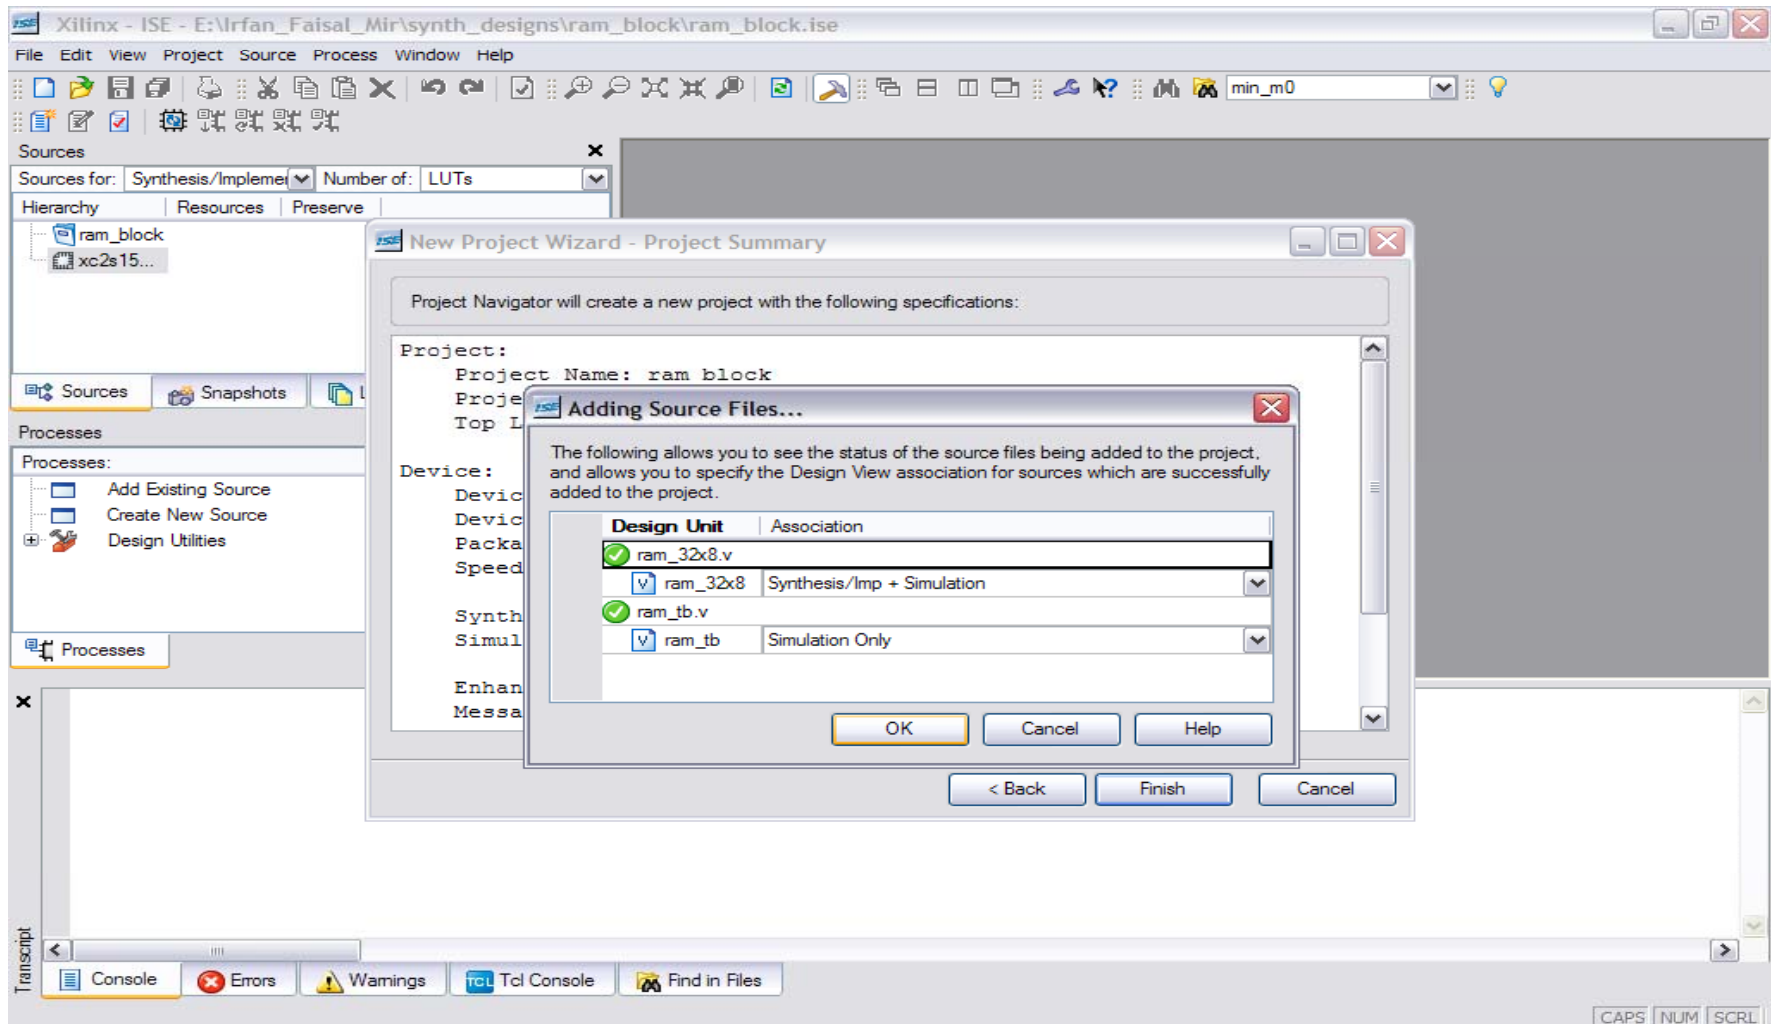 Xilinx - ISE - E:\Irfan_Faisal_Mir\synth_designs\ram_block\ram_block.ise
File Edit View Project Source Process Window Help
min_m0
Sources
Sources for: Synthesis/Implemen Number of: LUTs
Hierarchy Resources Preserve
ram_block
xc2s15...
Sources Snapshots L
Processes
Processes:
Add Existing Source
Create New Source
Design Utilities
Processes
ISE New Project Wizard - Project Summary
Project Navigator will create a new project with the following specifications:
Project:
Project Name: ram block
Proje
Top L
Device:
Devic
Devic
Packa
Speed
Synth
Simul
Enhan
Messa
ISE Adding Source Files...
The following allows you to see the status of the source files being added to the project,
and allows you to specify the Design View association for sources which are successfully
added to the project.
Design Unit Association
ram_32x8.v
V ram_32x8 Synthesis/Imp + Simulation
ram_tb.v
V ram_tb Simulation Only
OK Cancel Help
< Back Finish Cancel
Transcript
Console Errors Warnings TCL Tcl Console Find in Files
CAPS NUM SCRL